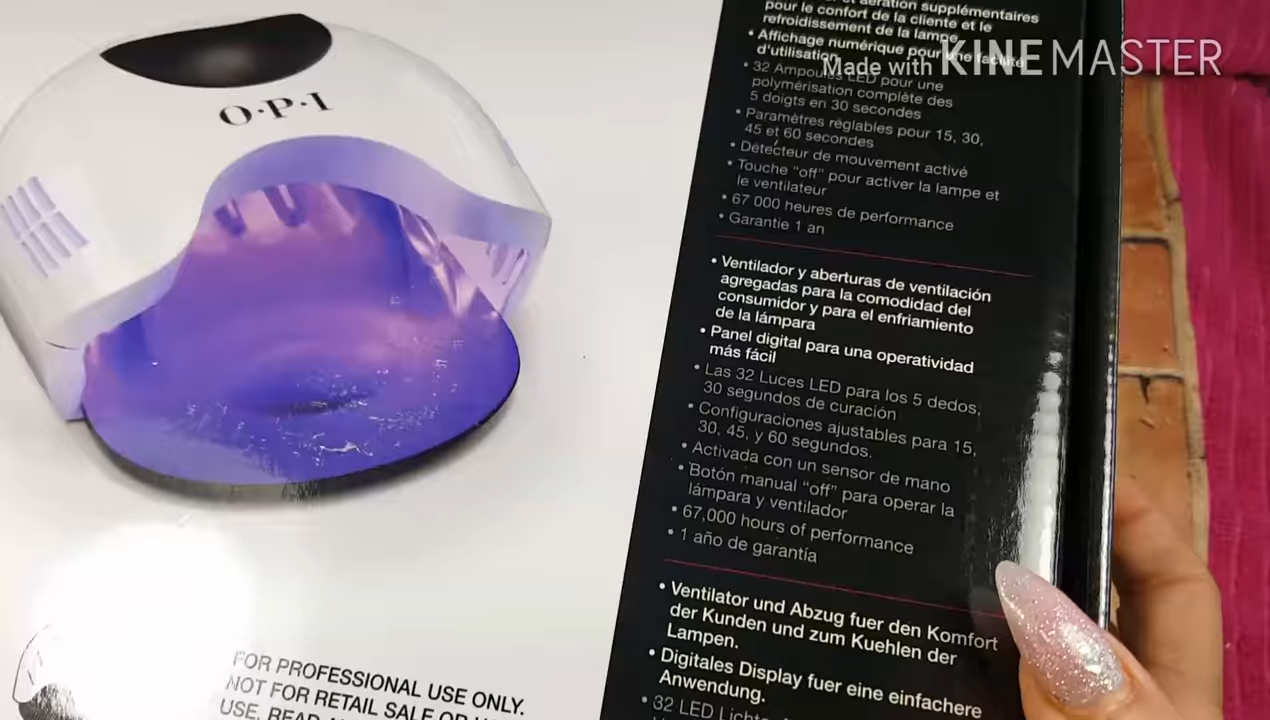 O·P·I
FOR PROFESSIONAL USE ONLY.
NOT FOR RETAIL SALE OR
USE. READ
et aération supplémentaires
pour le confort de la cliente et le
refroidissement de la lampe
• Affichage numérique pour une facilité
d'utilisation
• 32 Ampoules LED pour une
polymérisation complète des
5 doigts en 30 secondes
• Paramètres réglables pour 15, 30,
45 et 60 secondes
• Détecteur de mouvement activé
• Touche "off" pour activer la lampe et
le ventilateur
• 67 000 heures de performance
• Garantie 1 an
• Ventilador y aberturas de ventilación
agregadas para la comodidad del
consumidor y para el enfriamiento
de la lámpara
• Panel digital para una operatividad
más fácil
• Las 32 Luces LED para los 5 dedos,
30 segundos de curación
• Configuraciones ajustables para 15,
30, 45, y 60 segundos.
• Activada con un sensor de mano
• Botón manual "off" para operar la
lámpara y ventilador
• 67,000 hours of performance
• 1 año de garantía
• Ventilator und Abzug fuer den Komfort
der Kunden und zum Kuehlen der
Lampen.
• Digitales Display fuer eine einfachere
Anwendung.
• 32 LED
Made with KINEMASTER